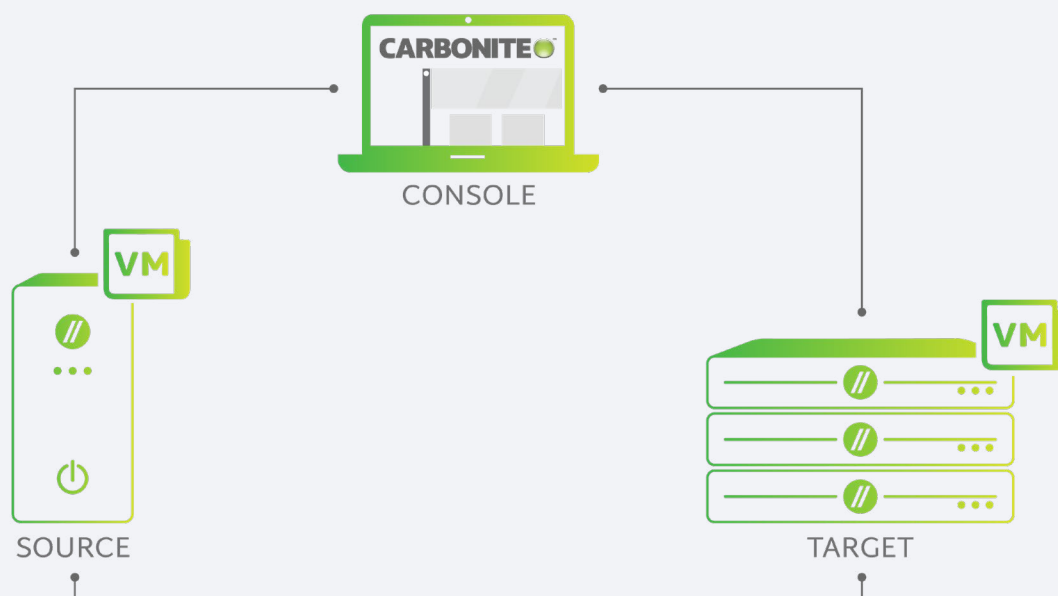 CARBONITE
CONSOLE
VM
VM
SOURCE
TARGET